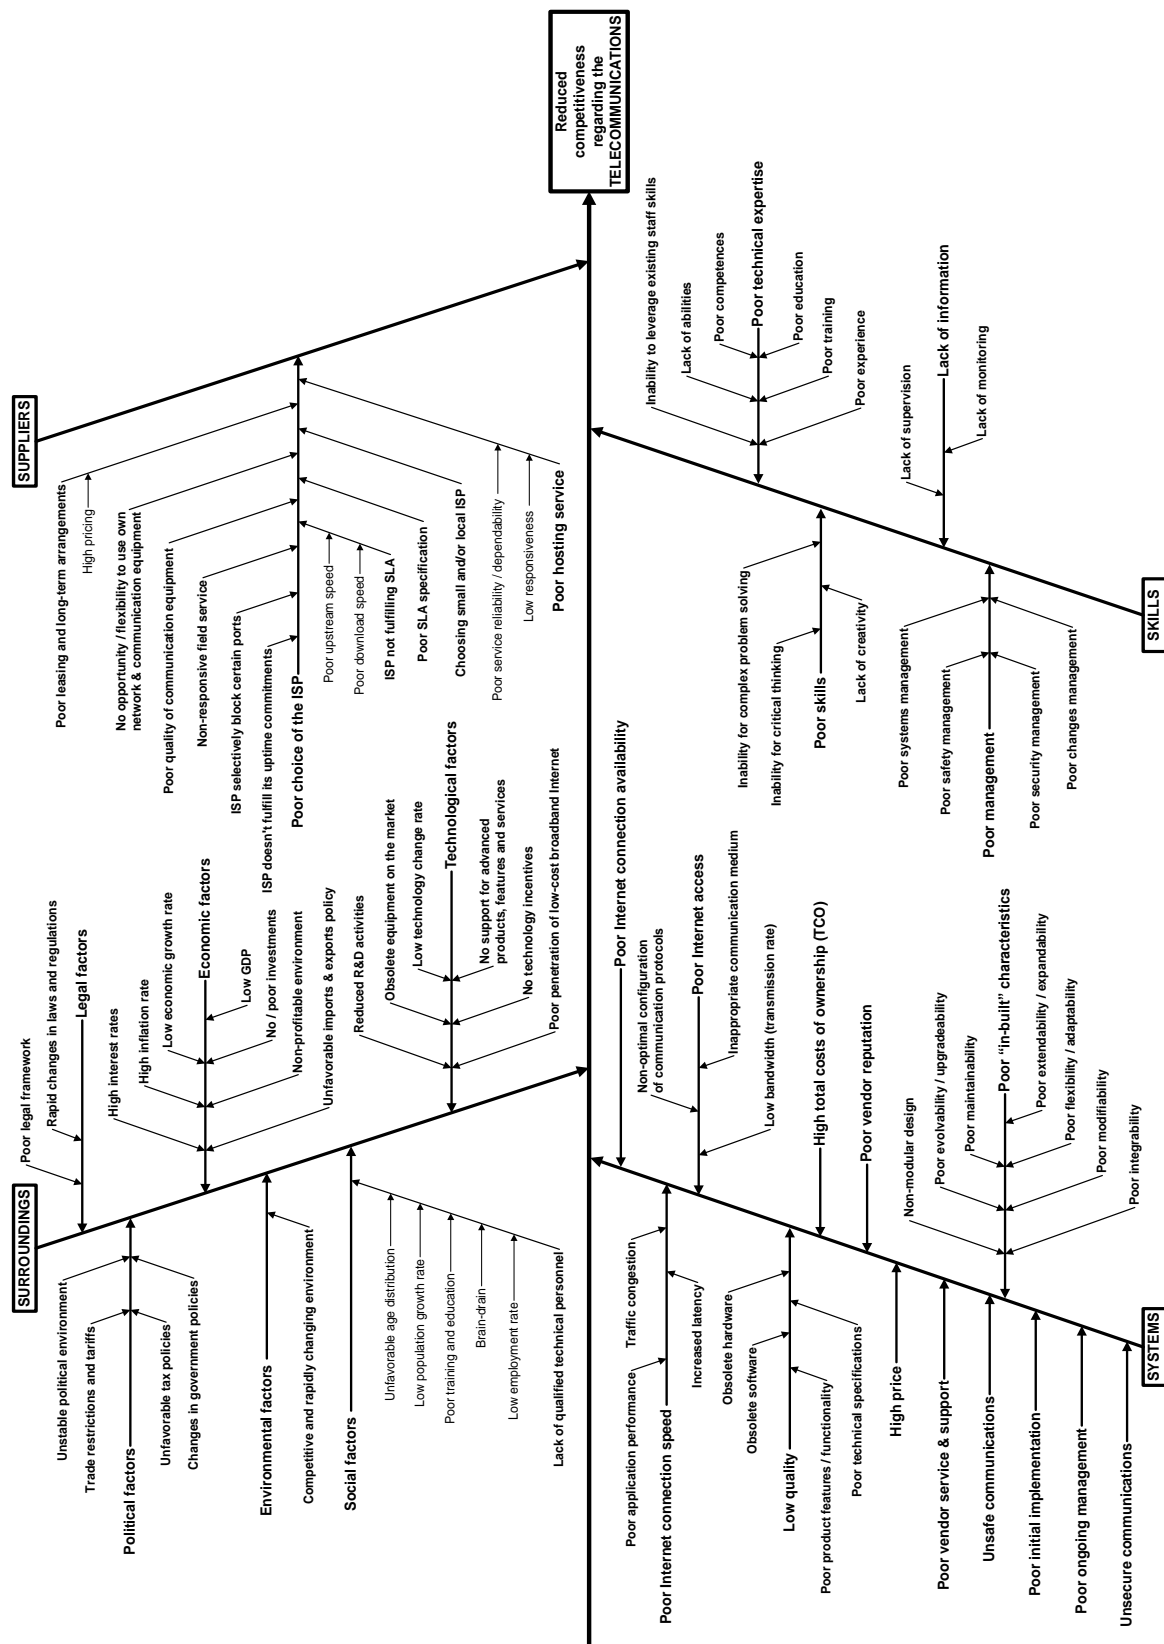 SURROUNDINGS
Poor legal framework
Rapid changes in laws and regulations
Legal factors
Unstable political environment
Trade restrictions and tariffs
Political factors
Unfavorable tax policies
Changes in government policies
High interest rates
High inflation rate
Low economic growth rate
Economic factors
Low GDP
No / poor investments
Non-profitable environment
Unfavorable imports & exports policy
Environmental factors
Competitive and rapidly changing environment
Social factors
Unfavorable age distribution
Low population growth rate
Poor training and education
Brain-drain
Low employment rate
Lack of qualified technical personnel
Reduced R&D activities
Obsolete equipment on the market
Low technology change rate
Technological factors
No support for advanced
products, features and services
No technology incentives
Poor penetration of low-cost broadband Internet
SUPPLIERS
Poor leasing and long-term arrangements
High pricing
No opportunity / flexibility to use own
network & communication equipment
Poor quality of communication equipment
Non-responsive field service
ISP selectively block certain ports
ISP doesn't fulfill its uptime commitments
Poor choice of the ISP
Poor upstream speed
Poor download speed
ISP not fulfilling SLA
Poor SLA specification
Choosing small and/or local ISP
Poor service reliability / dependability
Low responsiveness
Poor hosting service
Reduced
competitiveness
regarding the
TELECOMMUNICATIONS
Poor Internet connection availability
Traffic congestion
Poor application performance
Poor Internet connection speed
Increased latency
Non-optimal configuration
of communication protocols
Poor Internet access
Inappropriate communication medium
Low bandwidth (transmission rate)
Obsolete hardware
Obsolete software
Low quality
Poor product features / functionality
Poor technical specifications
High total costs of ownership (TCO)
Poor vendor reputation
High price
Poor vendor service & support
Unsafe communications
Poor initial implementation
Poor ongoing management
Unsecure communications
Non-modular design
Poor evolvability / upgradeability
Poor maintainability
Poor “in-built” characteristics
Poor extendability / expandability
Poor flexibility / adaptability
Poor modifiability
Poor integrability
SYSTEMS
Inability to leverage existing staff skills
Lack of abilities
Poor competences
Poor technical expertise
Poor education
Poor training
Poor experience
Inability for complex problem solving
Inability for critical thinking
Poor skills
Lack of creativity
Lack of supervision
Lack of information
Lack of monitoring
Poor systems management
Poor safety management
Poor management
Poor security management
Poor changes management
SKILLS